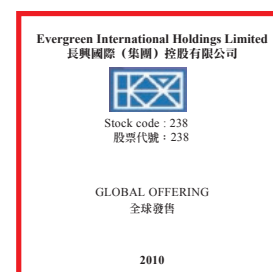 Evergreen International Holdings Limited
長興國際（集團）控股有限公司
Stock code : 238
股票代號：238
GLOBAL OFFERING
全球發售
2010